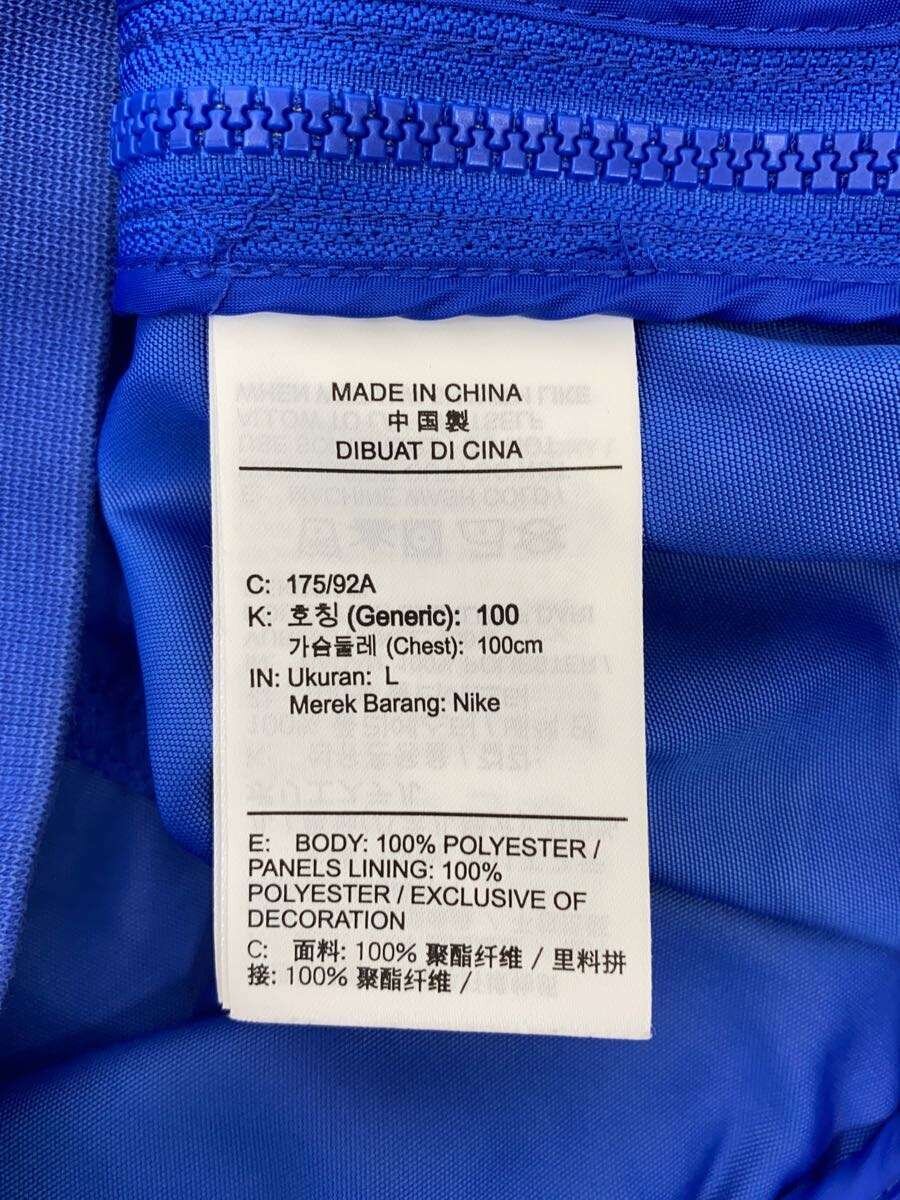 MADE IN CHINA
中国製
DIBUAT DI CINA
C: 175/92A
K: 호칭 (Generic): 100
가슴둘레 (Chest): 100cm
IN: Ukuran: L
Merek Barang: Nike
E: BODY: 100% POLYESTER /
PANELS LINING: 100%
POLYESTER / EXCLUSIVE OF
DECORATION
C: 面料: 100% 聚酯纤维 / 里料拼
接: 100% 聚酯纤维 /